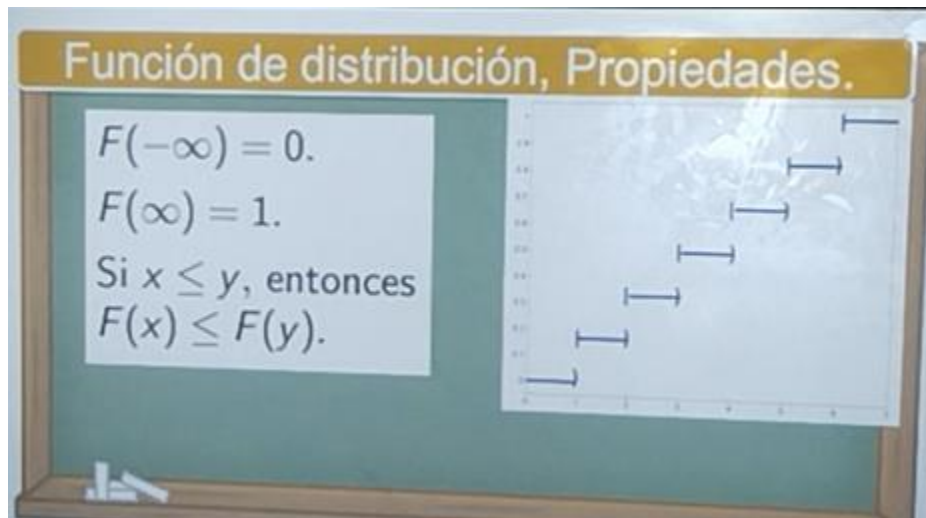 Función de distribución, Propiedades.
F(−∞) = 0.
F(∞) = 1.
Si x ≤ y, entonces
F(x) ≤ F(y).